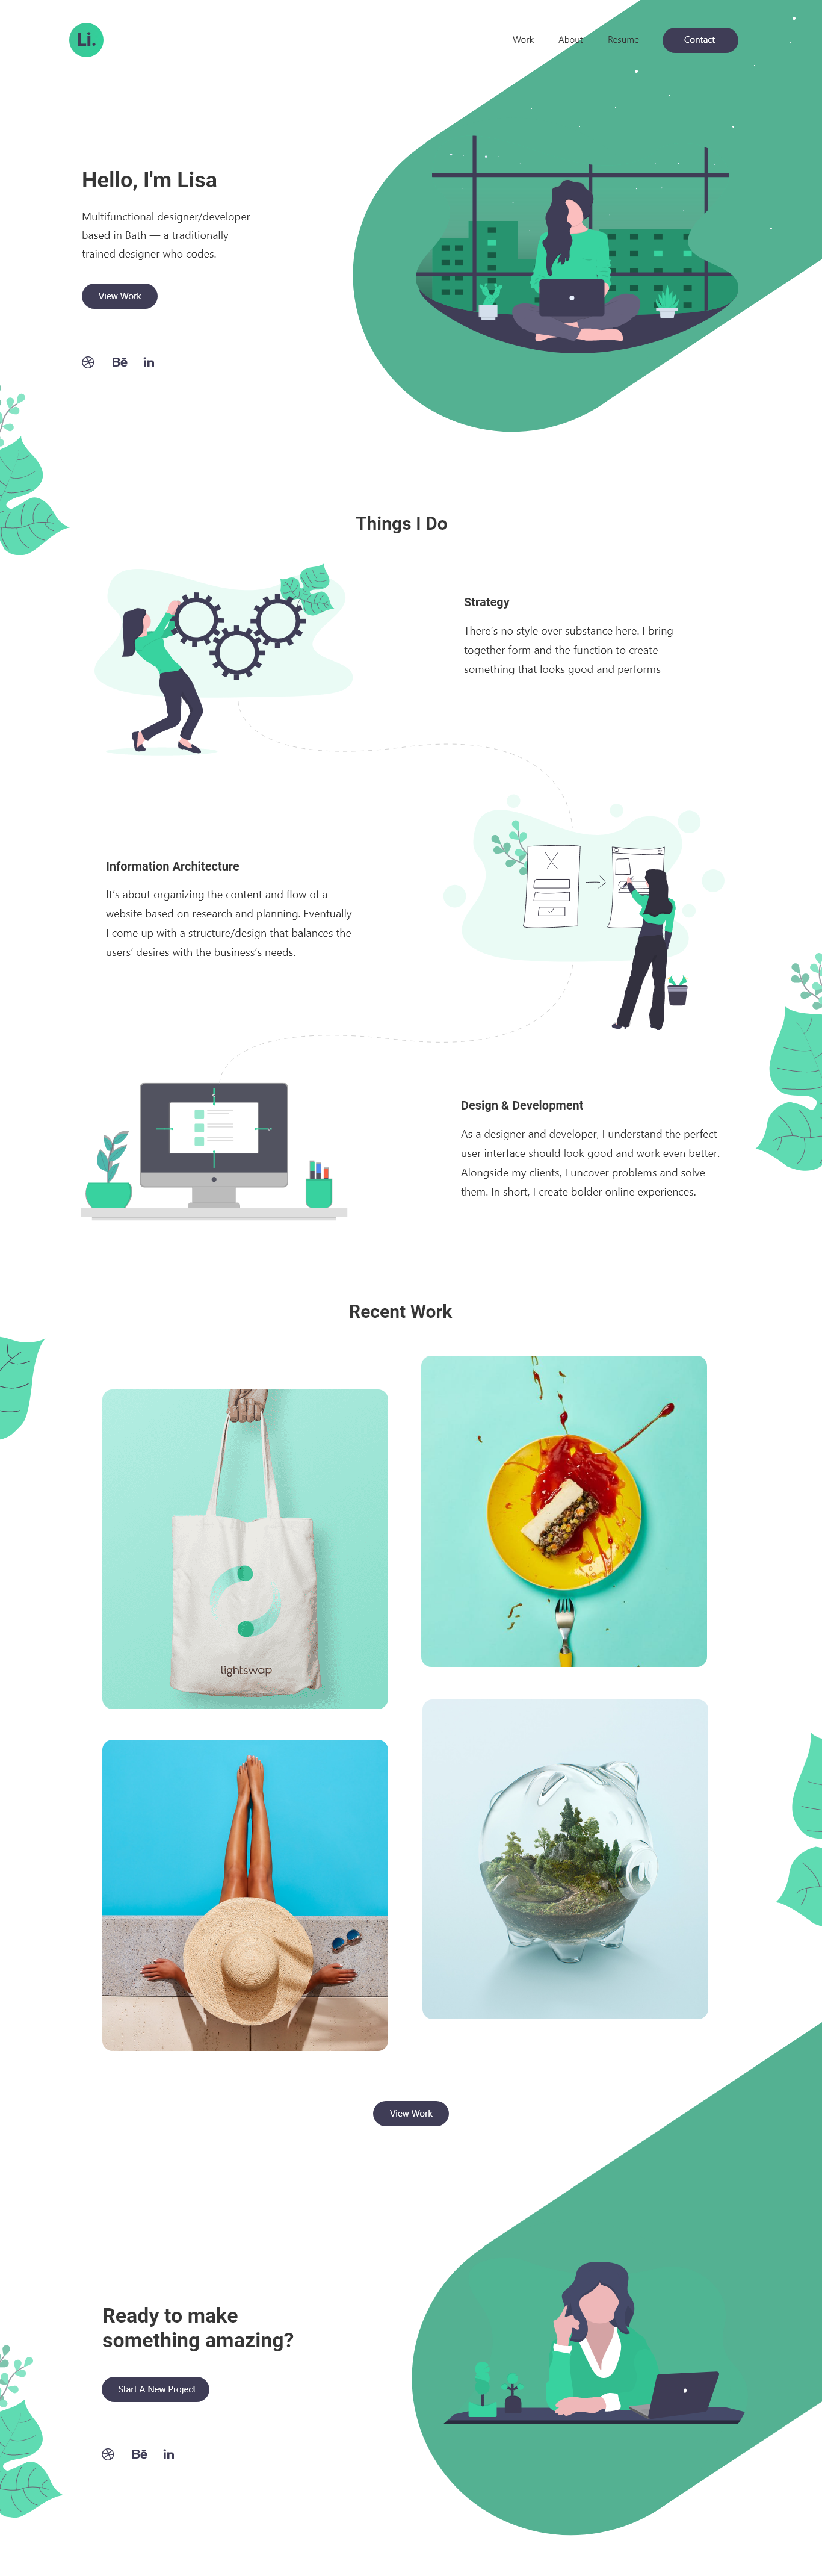 Li.
Work
About
Resume
Contact
Hello, I'm Lisa
Multifunctional designer/developer
based in Bath — a traditionally
trained designer who codes.
View Work
Bē
in
Things I Do
Strategy
There's no style over substance here. I bring
together form and the function to create
something that looks good and performs
Information Architecture
It's about organizing the content and flow of a
website based on research and planning. Eventually
I come up with a structure/design that balances the
users' desires with the business's needs.
Design & Development
As a designer and developer, I understand the perfect
user interface should look good and work even better.
Alongside my clients, I uncover problems and solve
them. In short, I create bolder online experiences.
Recent Work
lightswap
View Work
Ready to make
something amazing?
Start A New Project
Bē
in